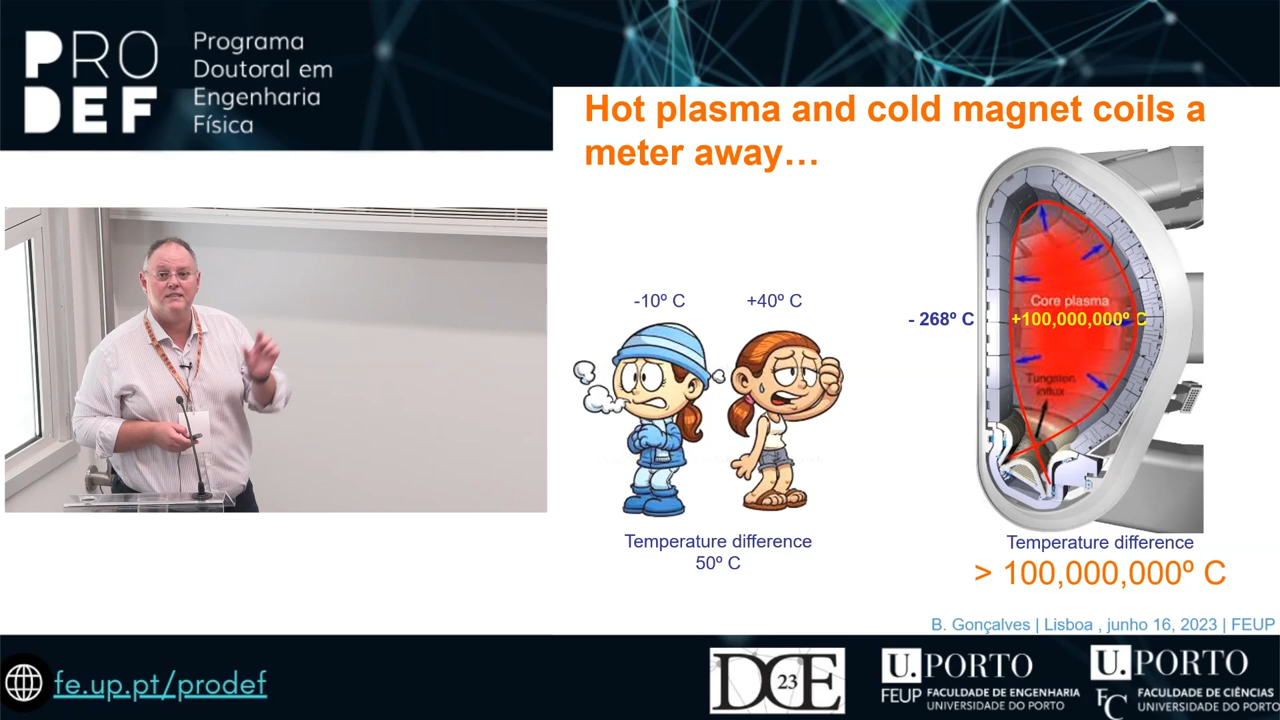 PRO
DEF
Programa
Doutoral em
Engenharia
Física
Hot plasma and cold magnet coils a
meter away…
-10º C
+40º C
Temperature difference
50º C
- 268º C
Core plasma
+100,000,000º C
Tungsten
influx
Temperature difference
> 100,000,000º C
B. Gonçalves | Lisboa , junho 16, 2023 | FEUP
fe.up.pt/prodef
DCE
23
U.PORTO
FEUP FACULDADE DE ENGENHARIA
UNIVERSIDADE DO PORTO
U.PORTO
FC FACULDADE DE CIÊNCIAS
UNIVERSIDADE DO PORTO